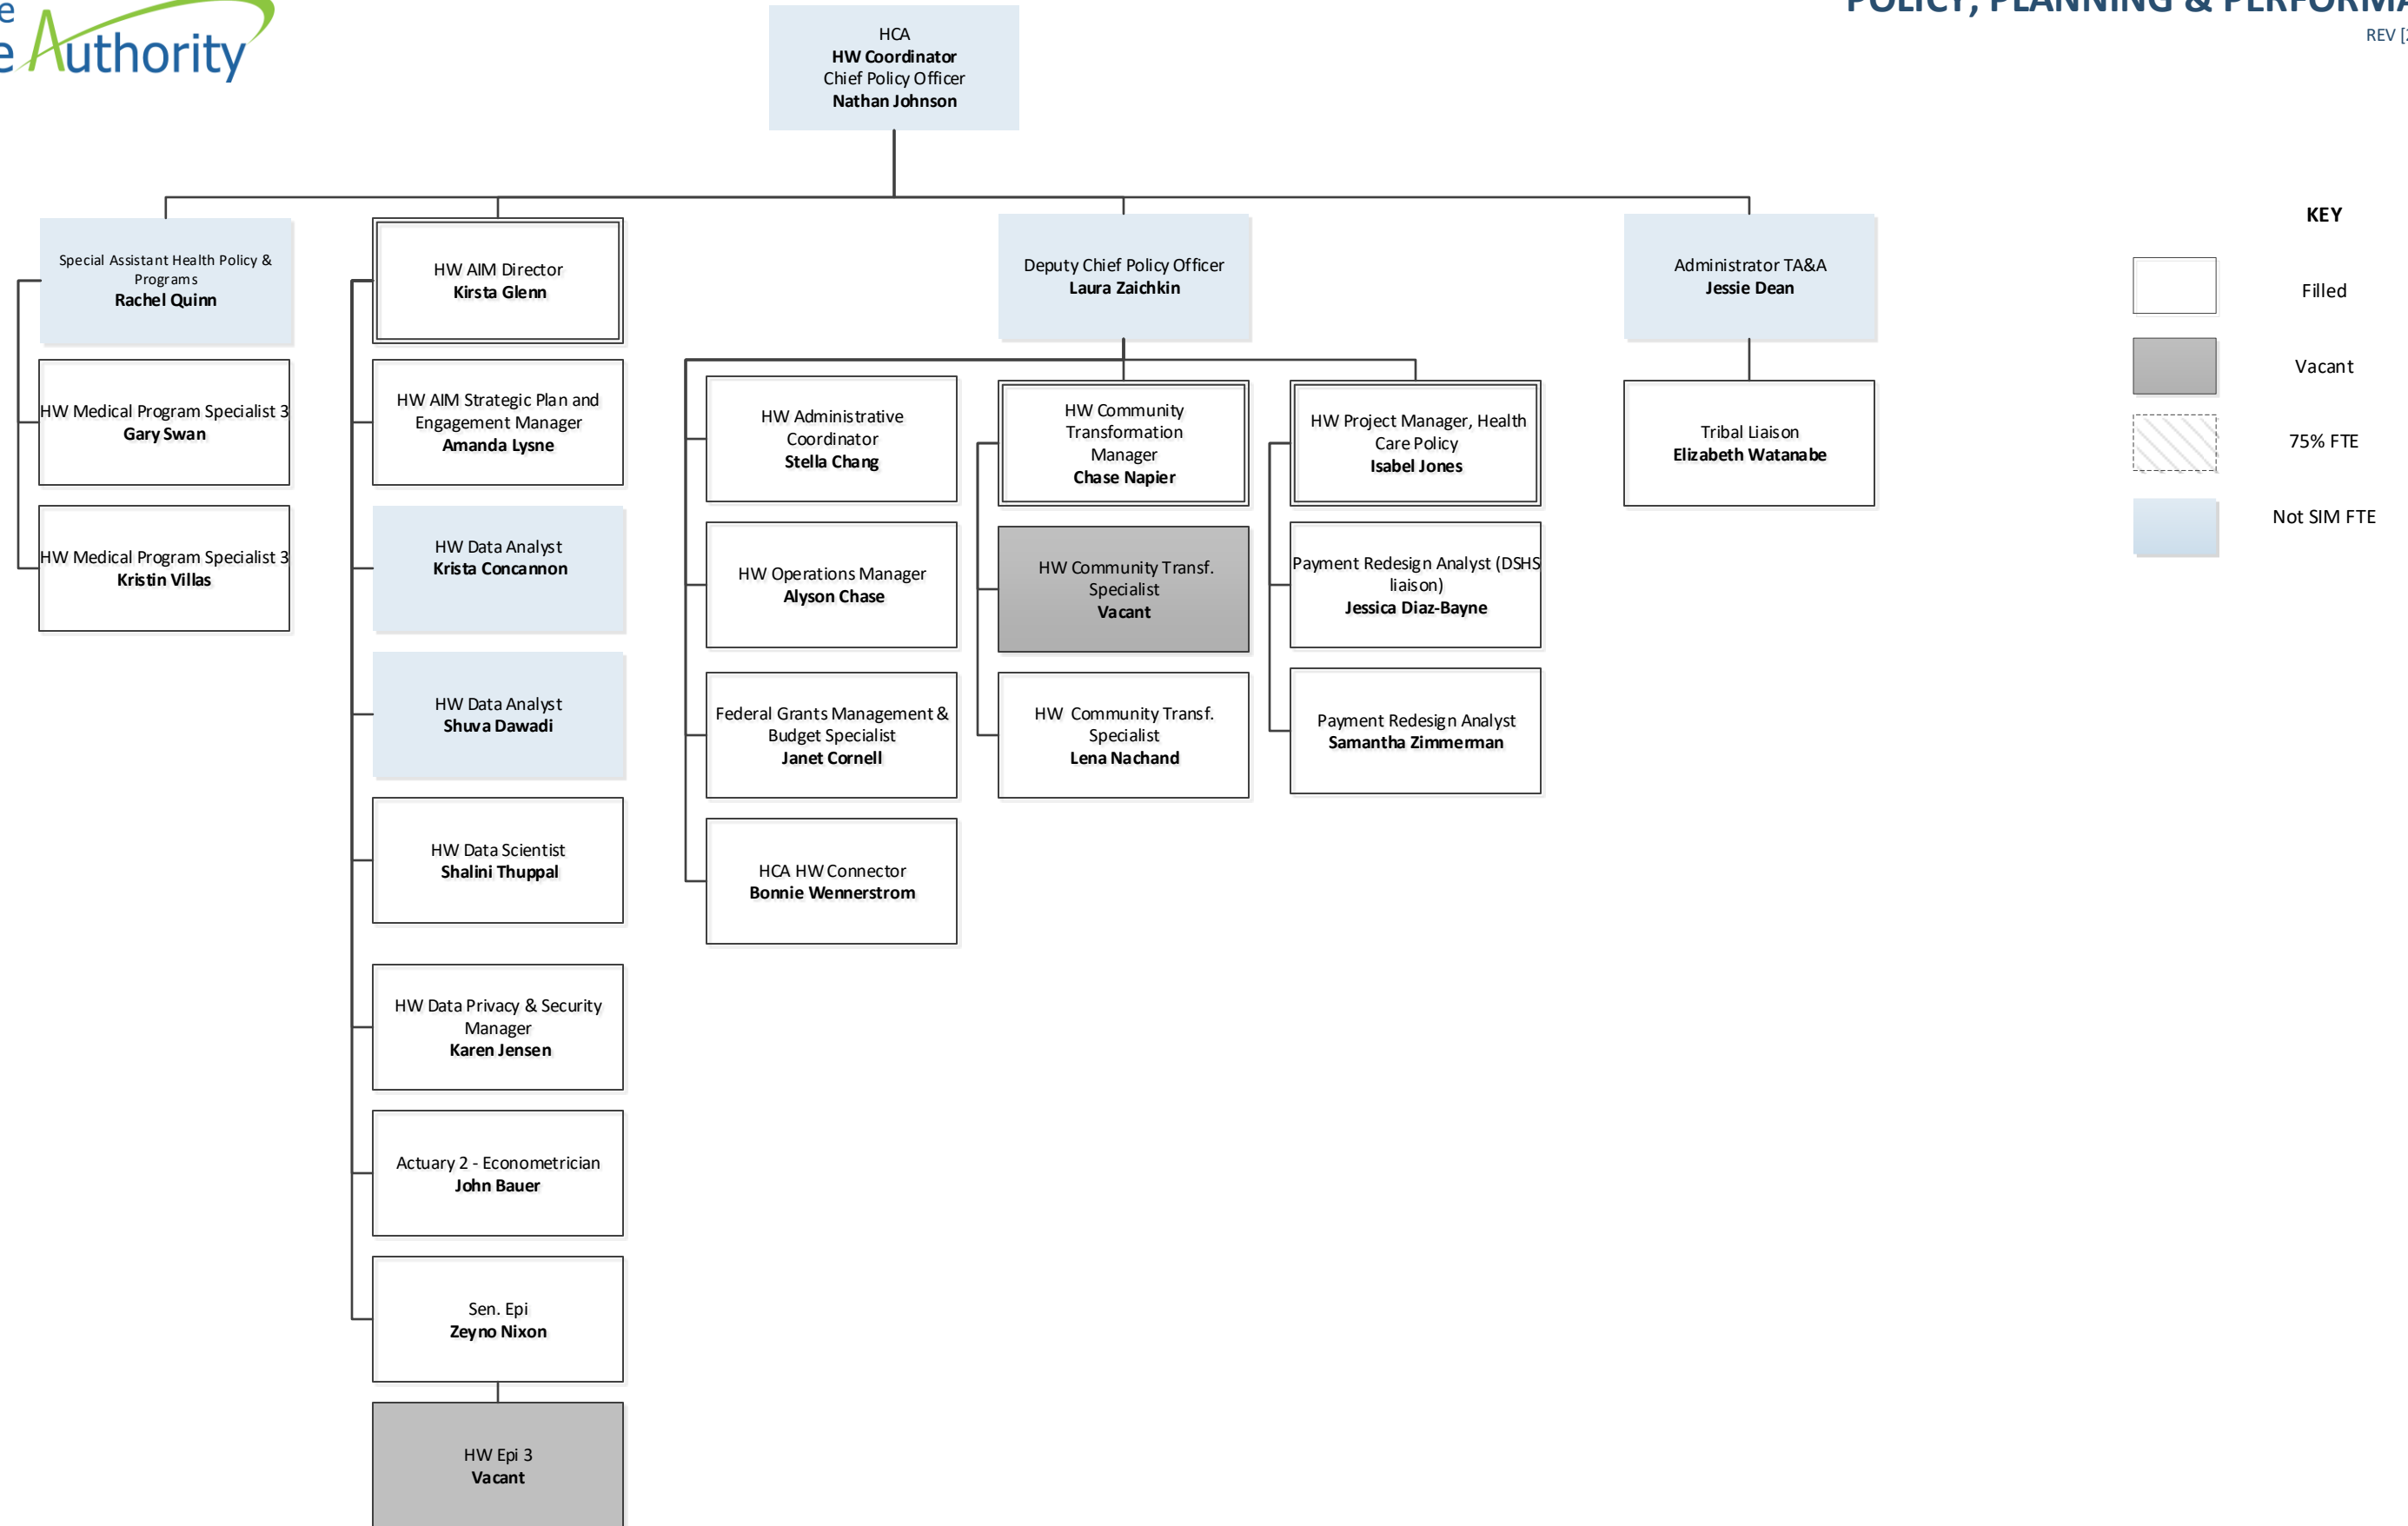 e
e Authority
POLICY, PLANNING &
REV
HCA
HW Coordinator
Chief Policy Officer
Nathan Johnson
Special Assistant Health Policy &
Programs
Rachel Quinn
HW Medical Program Specialist 3
Gary Swan
HW Medical Program Specialist 3
Kristin Villas
HW AIM Director
Kirsta Glenn
HW AIM Strategic Plan and
Engagement Manager
Amanda Lysne
HW Data Analyst
Krista Concannon
HW Data Analyst
Shuva Dawadi
HW Data Scientist
Shalini Thuppal
HW Data Privacy & Security
Manager
Karen Jensen
Actuary 2 - Econometrician
John Bauer
Sen. Epi
Zeyno Nixon
HW Epi 3
Vacant
Deputy Chief Policy Officer
Laura Zaichkin
HW Administrative
Coordinator
Stella Chang
HW Operations Manager
Alyson Chase
Federal Grants Management &
Budget Specialist
Janet Cornell
HCA HW Connector
Bonnie Wennerstrom
HW Community
Transformation
Manager
Chase Napier
HW Community Transf.
Specialist
Vacant
HW Community Transf.
Specialist
Lena Nachand
HW Project Manager, Health
Care Policy
Isabel Jones
Payment Redesign Analyst (DSHS
liaison)
Jessica Diaz-Bayne
Payment Redesign Analyst
Samantha Zimmerman
Administrator TA&A
Jessie Dean
Tribal Liaison
Elizabeth Watanabe
KEY
Filled
Vacant
75% FTE
Not SIM FTE